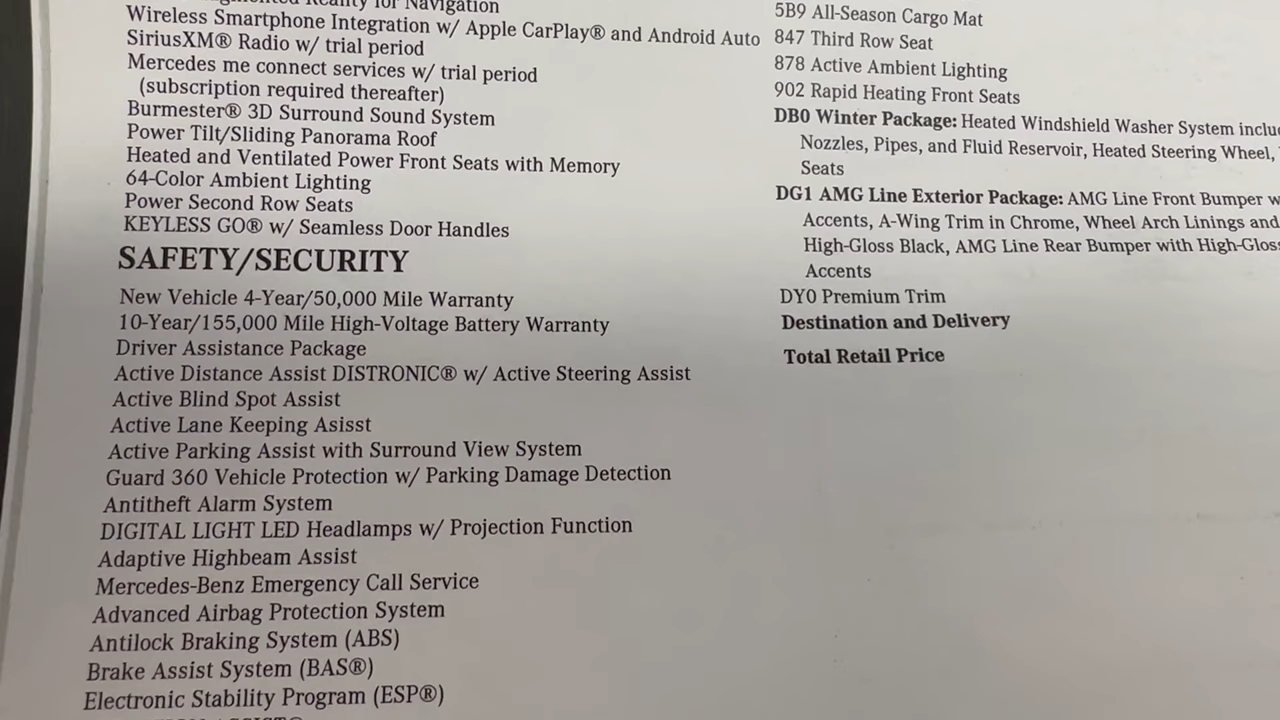 Reality for Navigation
Wireless Smartphone Integration w/ Apple CarPlay® and Android Auto
SiriusXM® Radio w/ trial period
Mercedes me connect services w/ trial period
(subscription required thereafter)
Burmester® 3D Surround Sound System
Power Tilt/Sliding Panorama Roof
Heated and Ventilated Power Front Seats with Memory
64-Color Ambient Lighting
Power Second Row Seats
KEYLESS GO® w/ Seamless Door Handles
SAFETY/SECURITY
New Vehicle 4-Year/50,000 Mile Warranty
10-Year/155,000 Mile High-Voltage Battery Warranty
Driver Assistance Package
Active Distance Assist DISTRONIC® w/ Active Steering Assist
Active Blind Spot Assist
Active Lane Keeping Asisst
Active Parking Assist with Surround View System
Guard 360 Vehicle Protection w/ Parking Damage Detection
Antitheft Alarm System
DIGITAL LIGHT LED Headlamps w/ Projection Function
Adaptive Highbeam Assist
Mercedes-Benz Emergency Call Service
Advanced Airbag Protection System
Antilock Braking System (ABS)
Brake Assist System (BAS®)
Electronic Stability Program (ESP®)
5B9 All-Season Cargo Mat
847 Third Row Seat
878 Active Ambient Lighting
902 Rapid Heating Front Seats
DB0 Winter Package: Heated Windshield Washer System inclu
Nozzles, Pipes, and Fluid Reservoir, Heated Steering Wheel,
Seats
DG1 AMG Line Exterior Package: AMG Line Front Bumper w
Accents, A-Wing Trim in Chrome, Wheel Arch Linings and
High-Gloss Black, AMG Line Rear Bumper with High-Glos
Accents
DY0 Premium Trim
Destination and Delivery
Total Retail Price